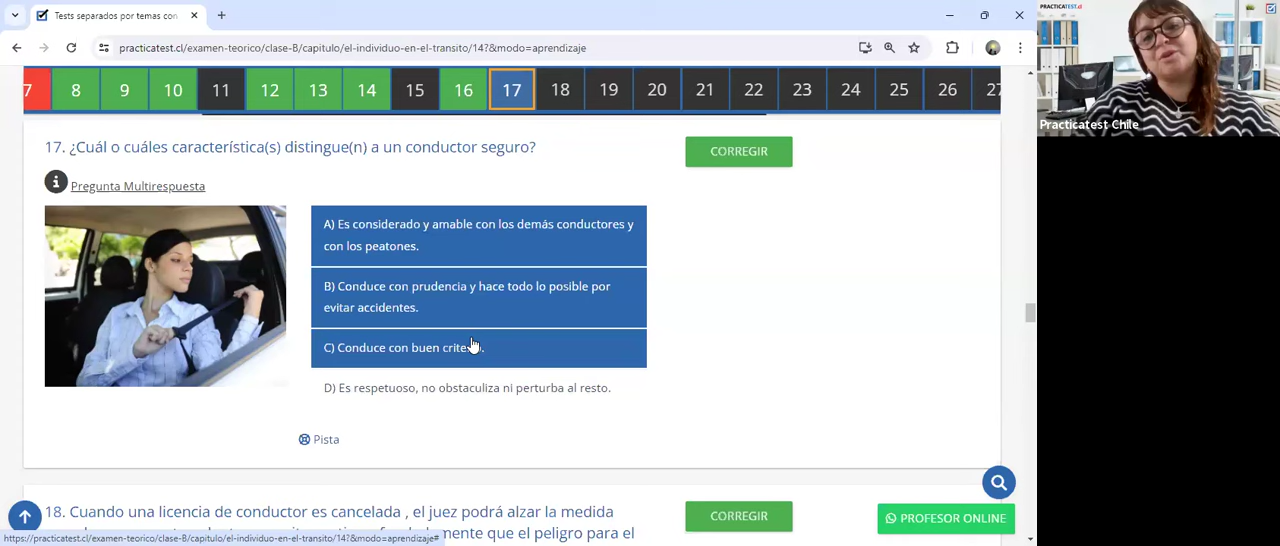 Tests separados por temas con
practicatest.cl/examen-teorico/clase-B/capitulo/el-individuo-en-el-transito/14?&modo=aprendizaje
PRACTICATEST.cl
Practicatest Chile
7 8 9 10 11 12 13 14 15 16 17 18 19 20 21 22 23 24 25 26 27
17. ¿Cuál o cuáles característica(s) distingue(n) a un conductor seguro?
CORREGIR
Pregunta Multirespuesta
A) Es considerado y amable con los demás conductores y
con los peatones.
B) Conduce con prudencia y hace todo lo posible por
evitar accidentes.
C) Conduce con buen
D) Es respetuoso, no obstaculiza ni perturba al resto.
Pista
18. Cuando una licencia de conductor es cancelada , el juez podrá alzar la medida
mente que el peligro para el
CORREGIR
PROFESOR ONLINE
https://practicatest.cl/examen-teorico/clase-B/capitulo/el-individuo-en-el-transito/14?&modo=aprendizaje#